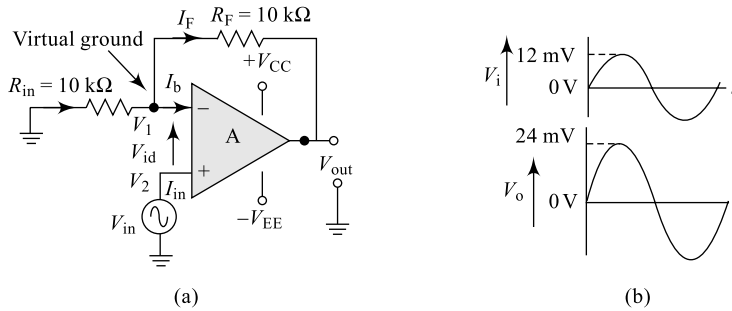 I_F
R_F = 10 kΩ
Virtual ground
+V_CC
R_in = 10 kΩ
I_b
−
V_1
V_id
A
V_2
+
I_in
V_out
V_in
−V_EE
(a)
12 mV
V_i
0 V
24 mV
V_o
0 V
(b)